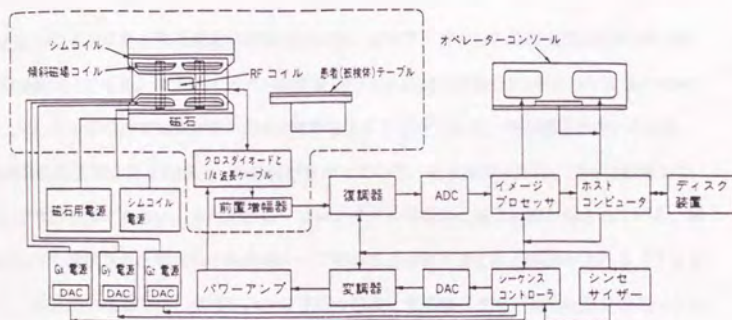 シムコイル
傾斜磁場コイル
RFコイル
患者(被検体)テーブル
オペレーターコンソール
磁石
クロスダイオードと
1/4波長ケーブル
前置増幅器
復調器
ADC
イメージ
プロセッサ
ホスト
コンピュータ
ディスク
装置
磁石用電源
シムコイル
電源
Gx 電源
DAC
Gy 電源
DAC
Gz 電源
DAC
パワーアンプ
変調器
DAC
シーケンス
コントローラ
シンセ
サイザー